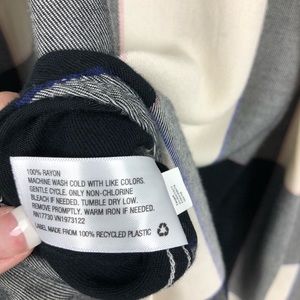 100% RAYON
MACHINE WASH COLD WITH LIKE COLORS.
GENTLE CYCLE. ONLY NON-CHLORINE
BLEACH IF NEEDED. TUMBLE DRY LOW.
REMOVE PROMPTLY. WARM IRON IF NEEDED.
RN17730 VN1973122
LABEL MADE FROM 100% RECYCLED PLASTIC